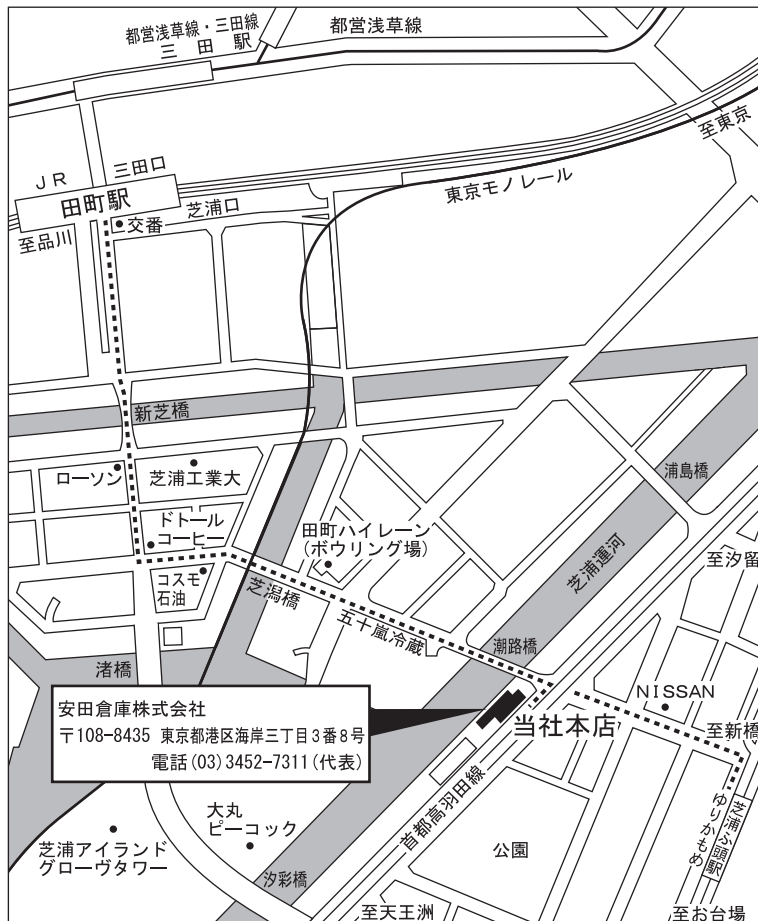 都営浅草線・三田線
三田駅
都営浅草線
至東京
JR
三田口
田町駅
東京モノレール
芝浦口
交番
至品川
新芝橋
ローソン
芝浦工業大
浦島橋
ドトール
コーヒー
田町ハイレーン
(ボウリング場)
芝浦運河
至汐留
コスモ
石油
芝潟橋
五十嵐冷蔵
潮路橋
渚橋
NISSAN
安田倉庫株式会社
〒108-8435 東京都港区海岸三丁目3番8号
電話(03)3452-7311(代表)
当社本店
至新橋
首都高羽田線
芝浦ふ頭駅
ゆりかもめ
大丸
ピーコック
芝浦アイランド
グローヴタワー
公園
汐彩橋
至天王洲
至お台場